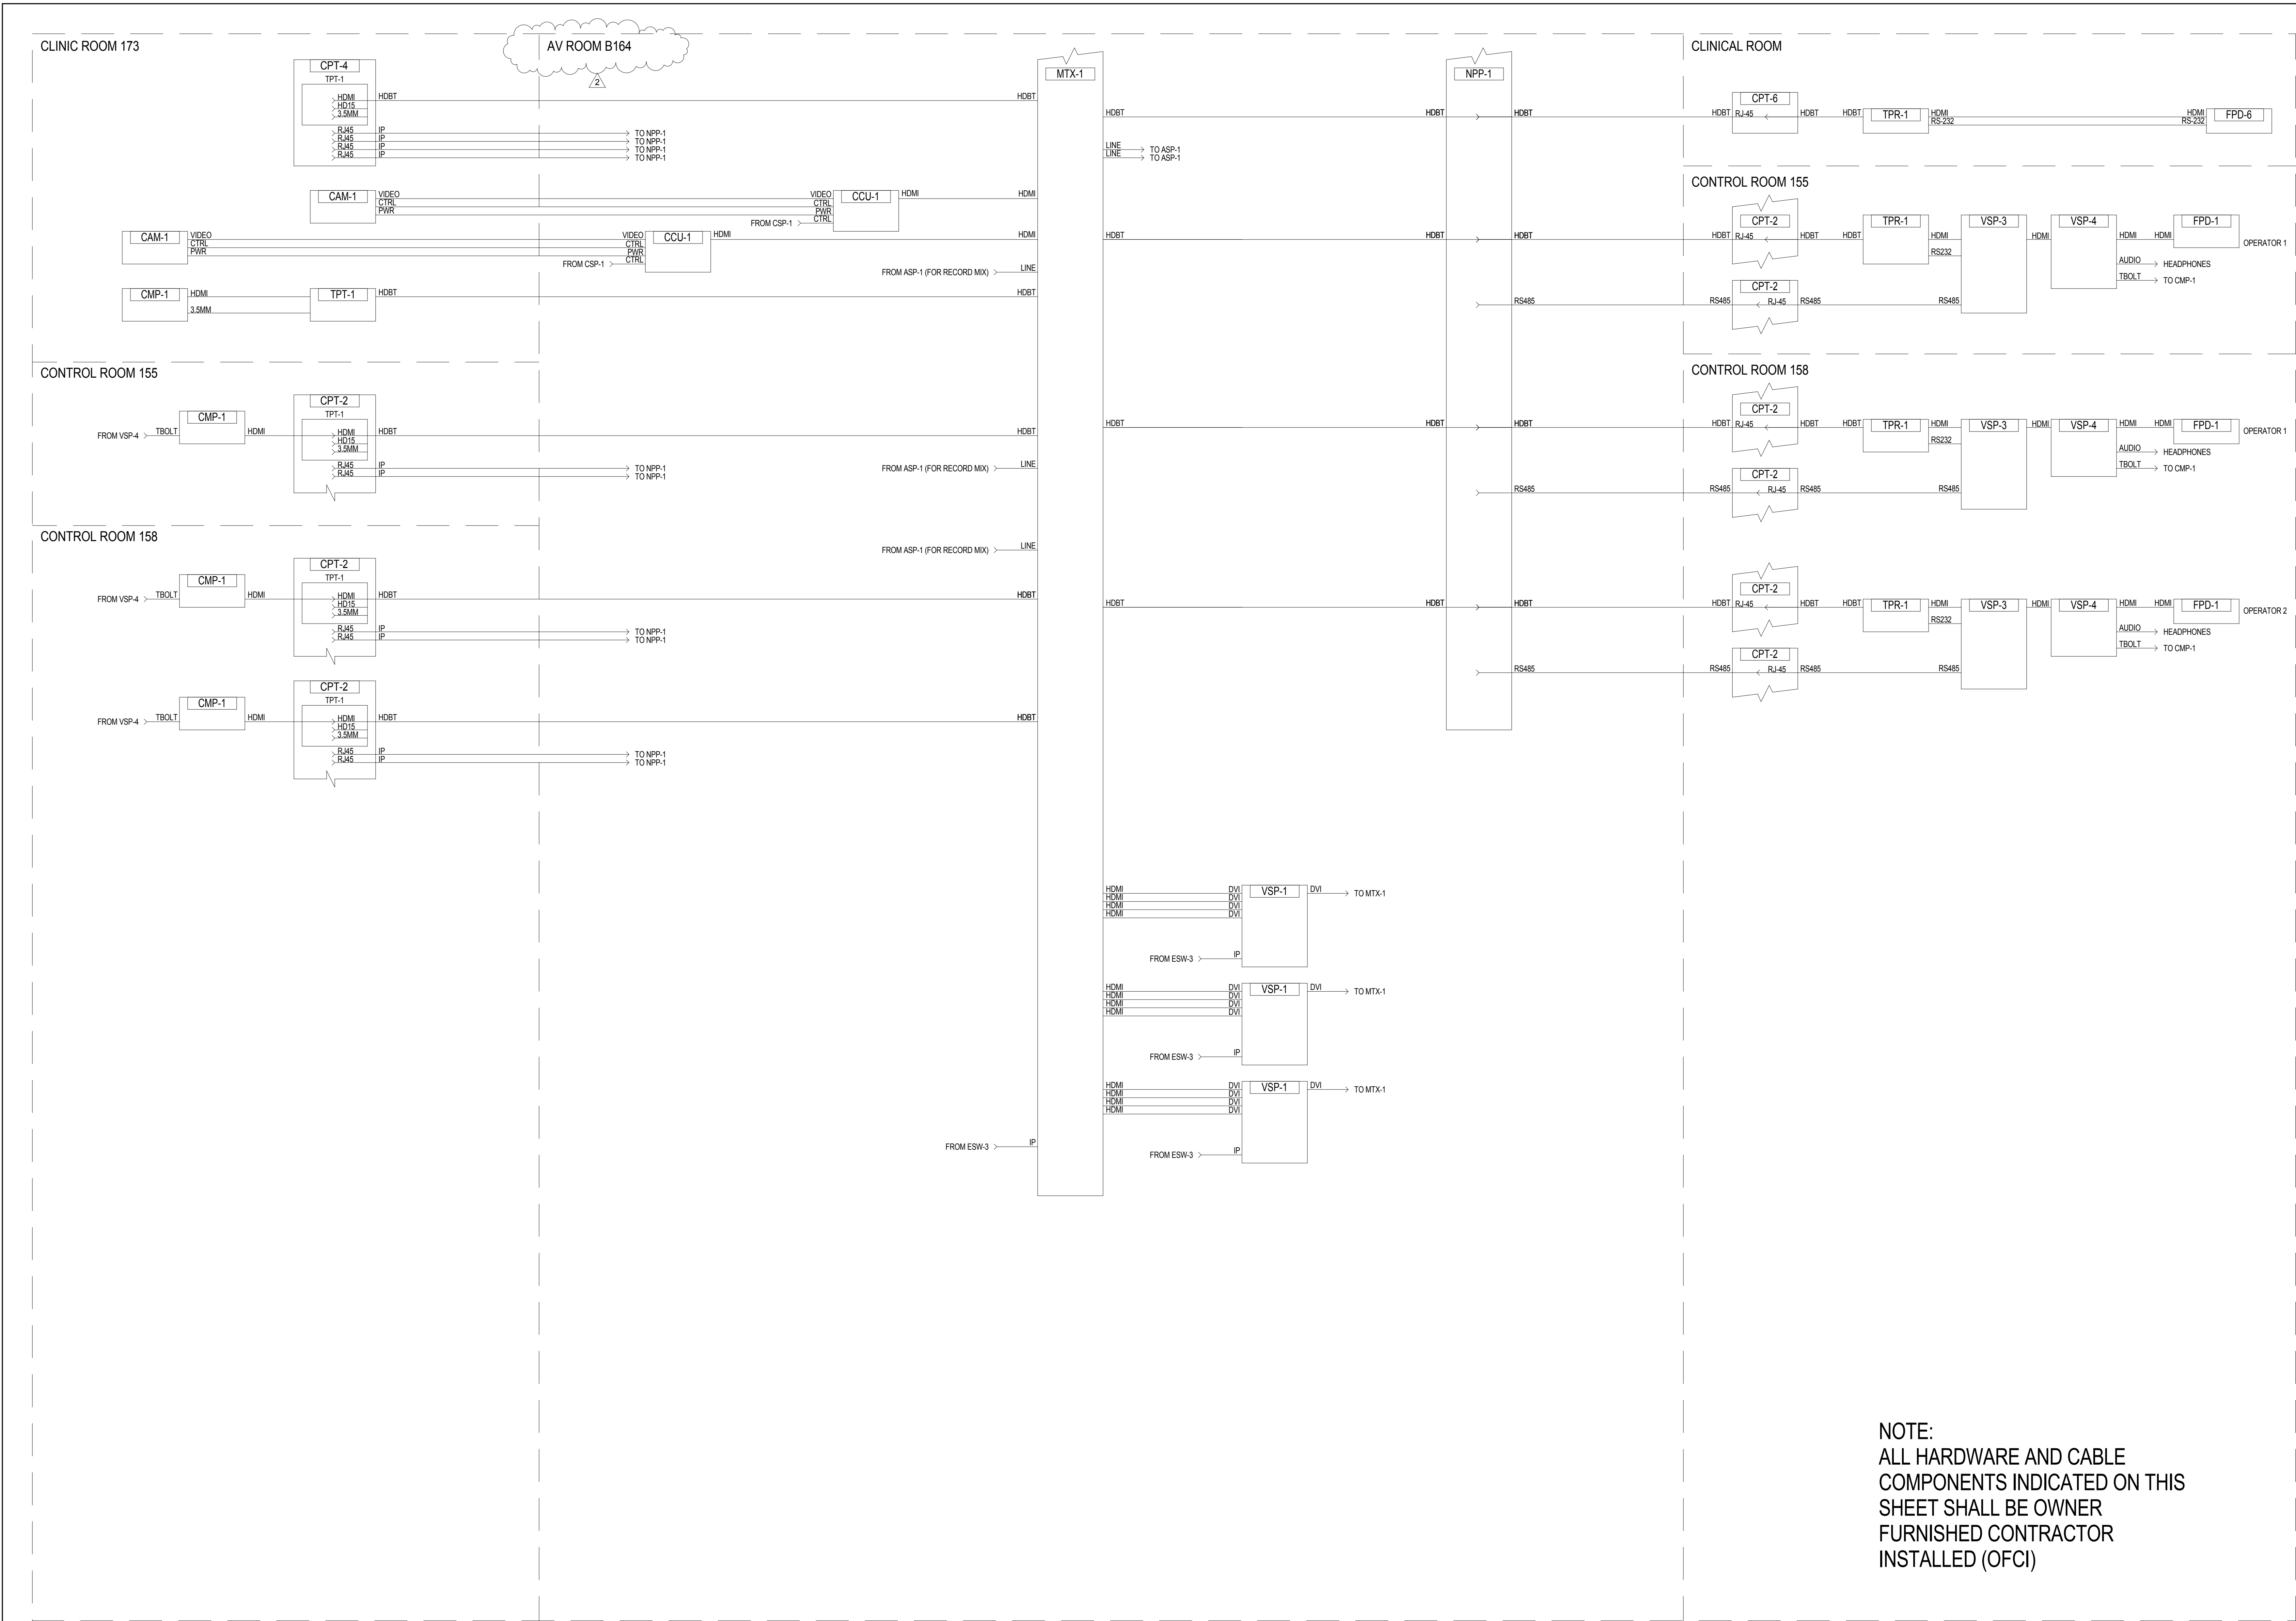 CLINIC ROOM 173
CPT-4
TPT-1
HDMI HDBT HDBT
HD15
3.5MM
RJ45 IP TO NPP-1
RJ45 IP TO NPP-1
RJ45 IP TO NPP-1
RJ45 IP TO NPP-1
CAM-1 VIDEO VIDEO CCU-1 HDMI HDMI
CTRL CTRL
PWR PWR
FROM CSP-1 CTRL
CAM-1 VIDEO VIDEO CCU-1 HDMI HDMI
CTRL CTRL
PWR PWR
FROM CSP-1 CTRL
FROM ASP-1 (FOR RECORD MIX) LINE
CMP-1 HDMI TPT-1 HDBT HDBT
3.5MM
CONTROL ROOM 155
CPT-2
TPT-1
FROM VSP-4 TBOLT CMP-1 HDMI HDMI HDBT HDBT
HD15
3.5MM
RJ45 IP TO NPP-1
RJ45 IP TO NPP-1
FROM ASP-1 (FOR RECORD MIX) LINE
CONTROL ROOM 158
FROM ASP-1 (FOR RECORD MIX) LINE
CPT-2
TPT-1
FROM VSP-4 TBOLT CMP-1 HDMI HDMI HDBT HDBT
HD15
3.5MM
RJ45 IP TO NPP-1
RJ45 IP TO NPP-1
CPT-2
TPT-1
FROM VSP-4 TBOLT CMP-1 HDMI HDMI HDBT HDBT
HD15
3.5MM
RJ45 IP TO NPP-1
RJ45 IP TO NPP-1
AV ROOM B164
2
MTX-1
NPP-1
HDBT HDBT HDBT
LINE TO ASP-1
LINE TO ASP-1
HDBT HDBT HDBT
RS485
HDBT HDBT HDBT
RS485
HDBT HDBT HDBT
RS485
HDMI DVI VSP-1 DVI TO MTX-1
HDMI DVI
HDMI DVI
HDMI DVI
FROM ESW-3 IP
HDMI DVI VSP-1 DVI TO MTX-1
HDMI DVI
HDMI DVI
HDMI DVI
FROM ESW-3 IP
HDMI DVI VSP-1 DVI TO MTX-1
HDMI DVI
HDMI DVI
HDMI DVI
FROM ESW-3 IP
FROM ESW-3 IP
CLINICAL ROOM
CPT-6
HDBT RJ-45 HDBT HDBT TPR-1 HDMI HDMI FPD-6
RS-232 RS-232
CONTROL ROOM 155
CPT-2 TPR-1 VSP-3 VSP-4 FPD-1
HDBT RJ-45 HDBT HDBT HDMI HDMI HDMI HDMI OPERATOR 1
RS232
AUDIO HEADPHONES
TBOLT TO CMP-1
CPT-2
RS485 RJ-45 RS485 RS485
CONTROL ROOM 158
CPT-2
HDBT RJ-45 HDBT HDBT TPR-1 HDMI VSP-3 HDMI VSP-4 HDMI HDMI FPD-1 OPERATOR 1
RS232
AUDIO HEADPHONES
TBOLT TO CMP-1
CPT-2
RS485 RJ-45 RS485 RS485
CPT-2
HDBT RJ-45 HDBT HDBT TPR-1 HDMI VSP-3 HDMI VSP-4 HDMI HDMI FPD-1 OPERATOR 2
RS232
AUDIO HEADPHONES
TBOLT TO CMP-1
CPT-2
RS485 RJ-45 RS485 RS485
NOTE:
ALL HARDWARE AND CABLE
COMPONENTS INDICATED ON THIS
SHEET SHALL BE OWNER
FURNISHED CONTRACTOR
INSTALLED (OFCI)